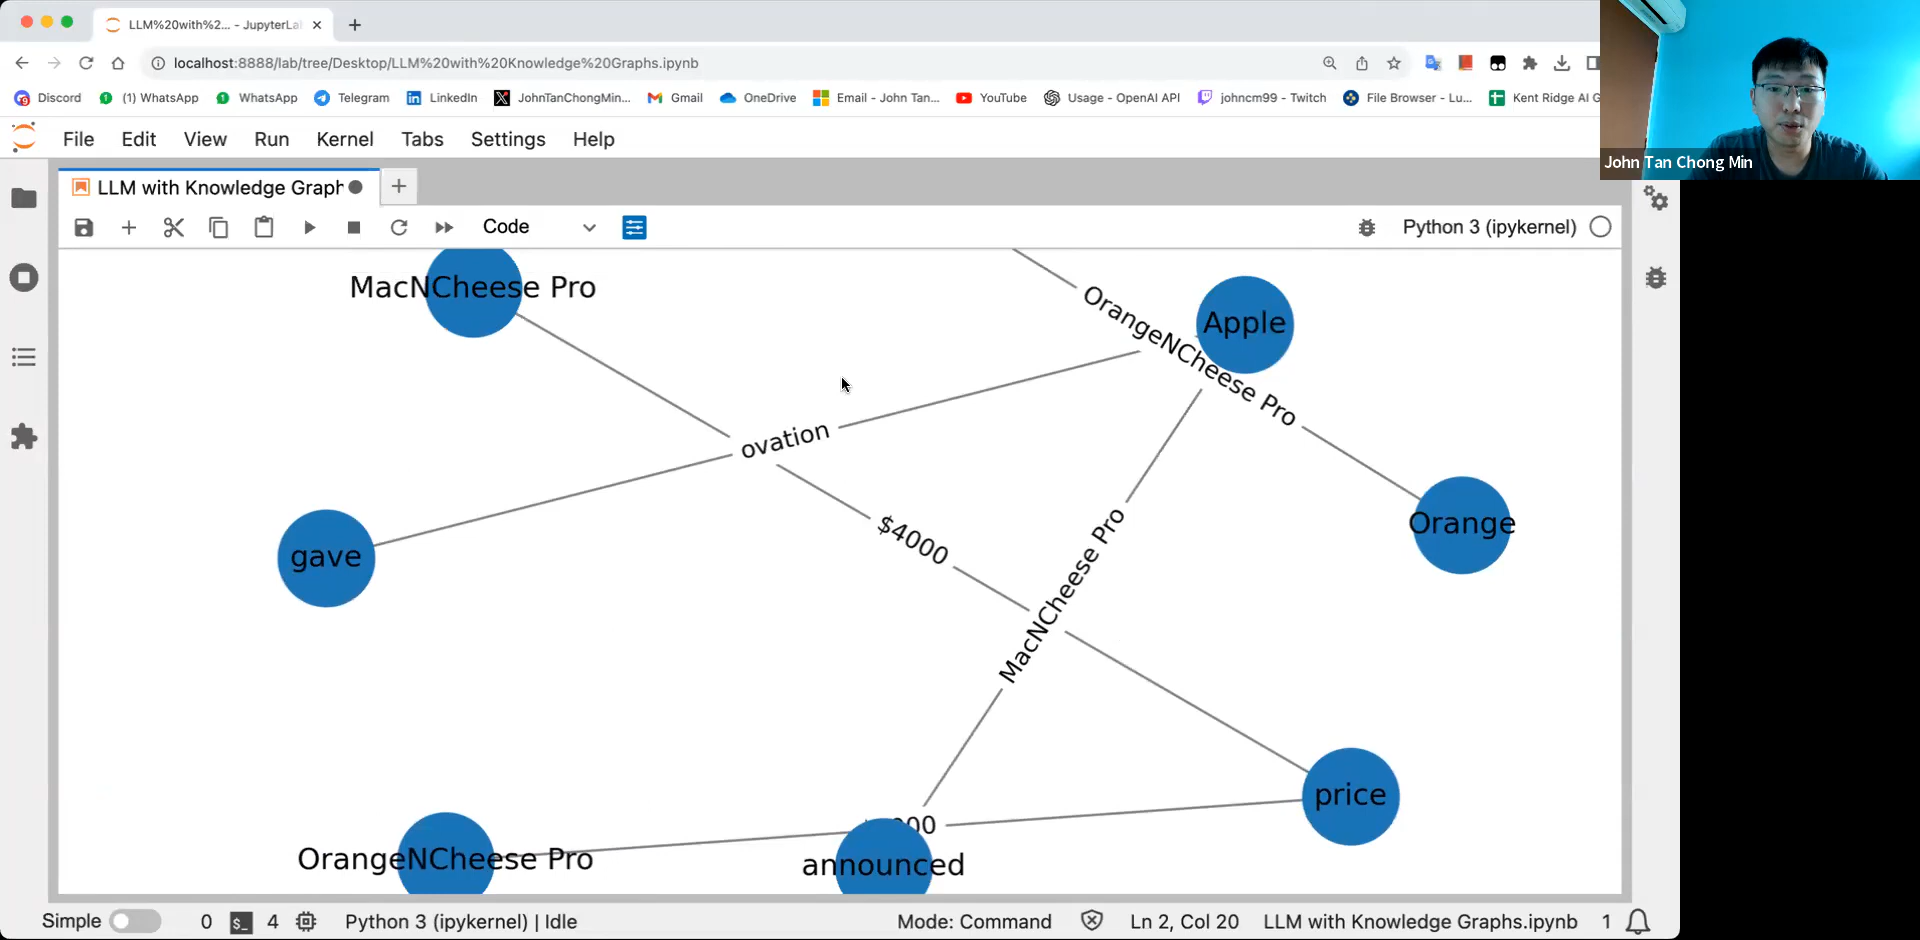 LLM%20with%2... - JupyterLa
localhost:8888/lab/tree/Desktop/LLM%20with%20Knowledge%20Graphs.ipynb
Discord
(1) WhatsApp
WhatsApp
Telegram
LinkedIn
JohnTanChongMin...
Gmail
OneDrive
Email - John Tan...
YouTube
Usage - OpenAI API
johncm99 - Twitch
File Browser - Lu...
Kent Ridge AI G
John Tan Chong Min
File Edit View Run Kernel Tabs Settings Help
LLM with Knowledge Graph
Code
Python 3 (ipykernel)
MacNCheese Pro
OrangeNCheese Pro
Apple
ovation
gave
$4000
MacNCheese Pro
Orange
price
OrangeNCheese Pro
announced
Simple 0 $_ 4 Python 3 (ipykernel) | Idle
Mode: Command Ln 2, Col 20 LLM with Knowledge Graphs.ipynb 1